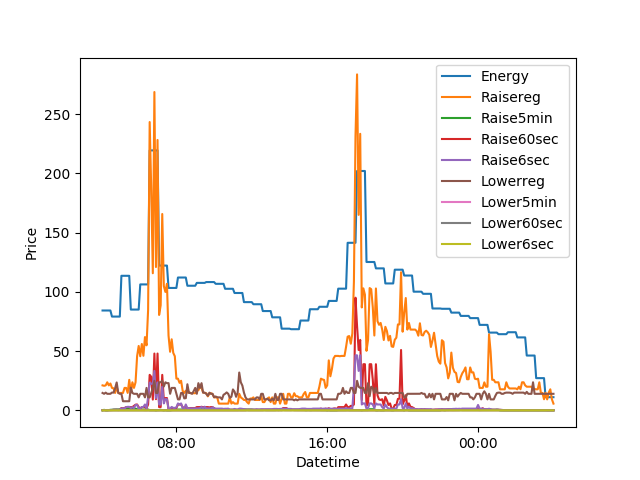 Energy
Raisereg
Raise5min
Raise60sec
Raise6sec
Lowerreg
Lower5min
Lower60sec
Lower6sec
250
200
150
100
50
0
Price
08:00
16:00
00:00
Datetime